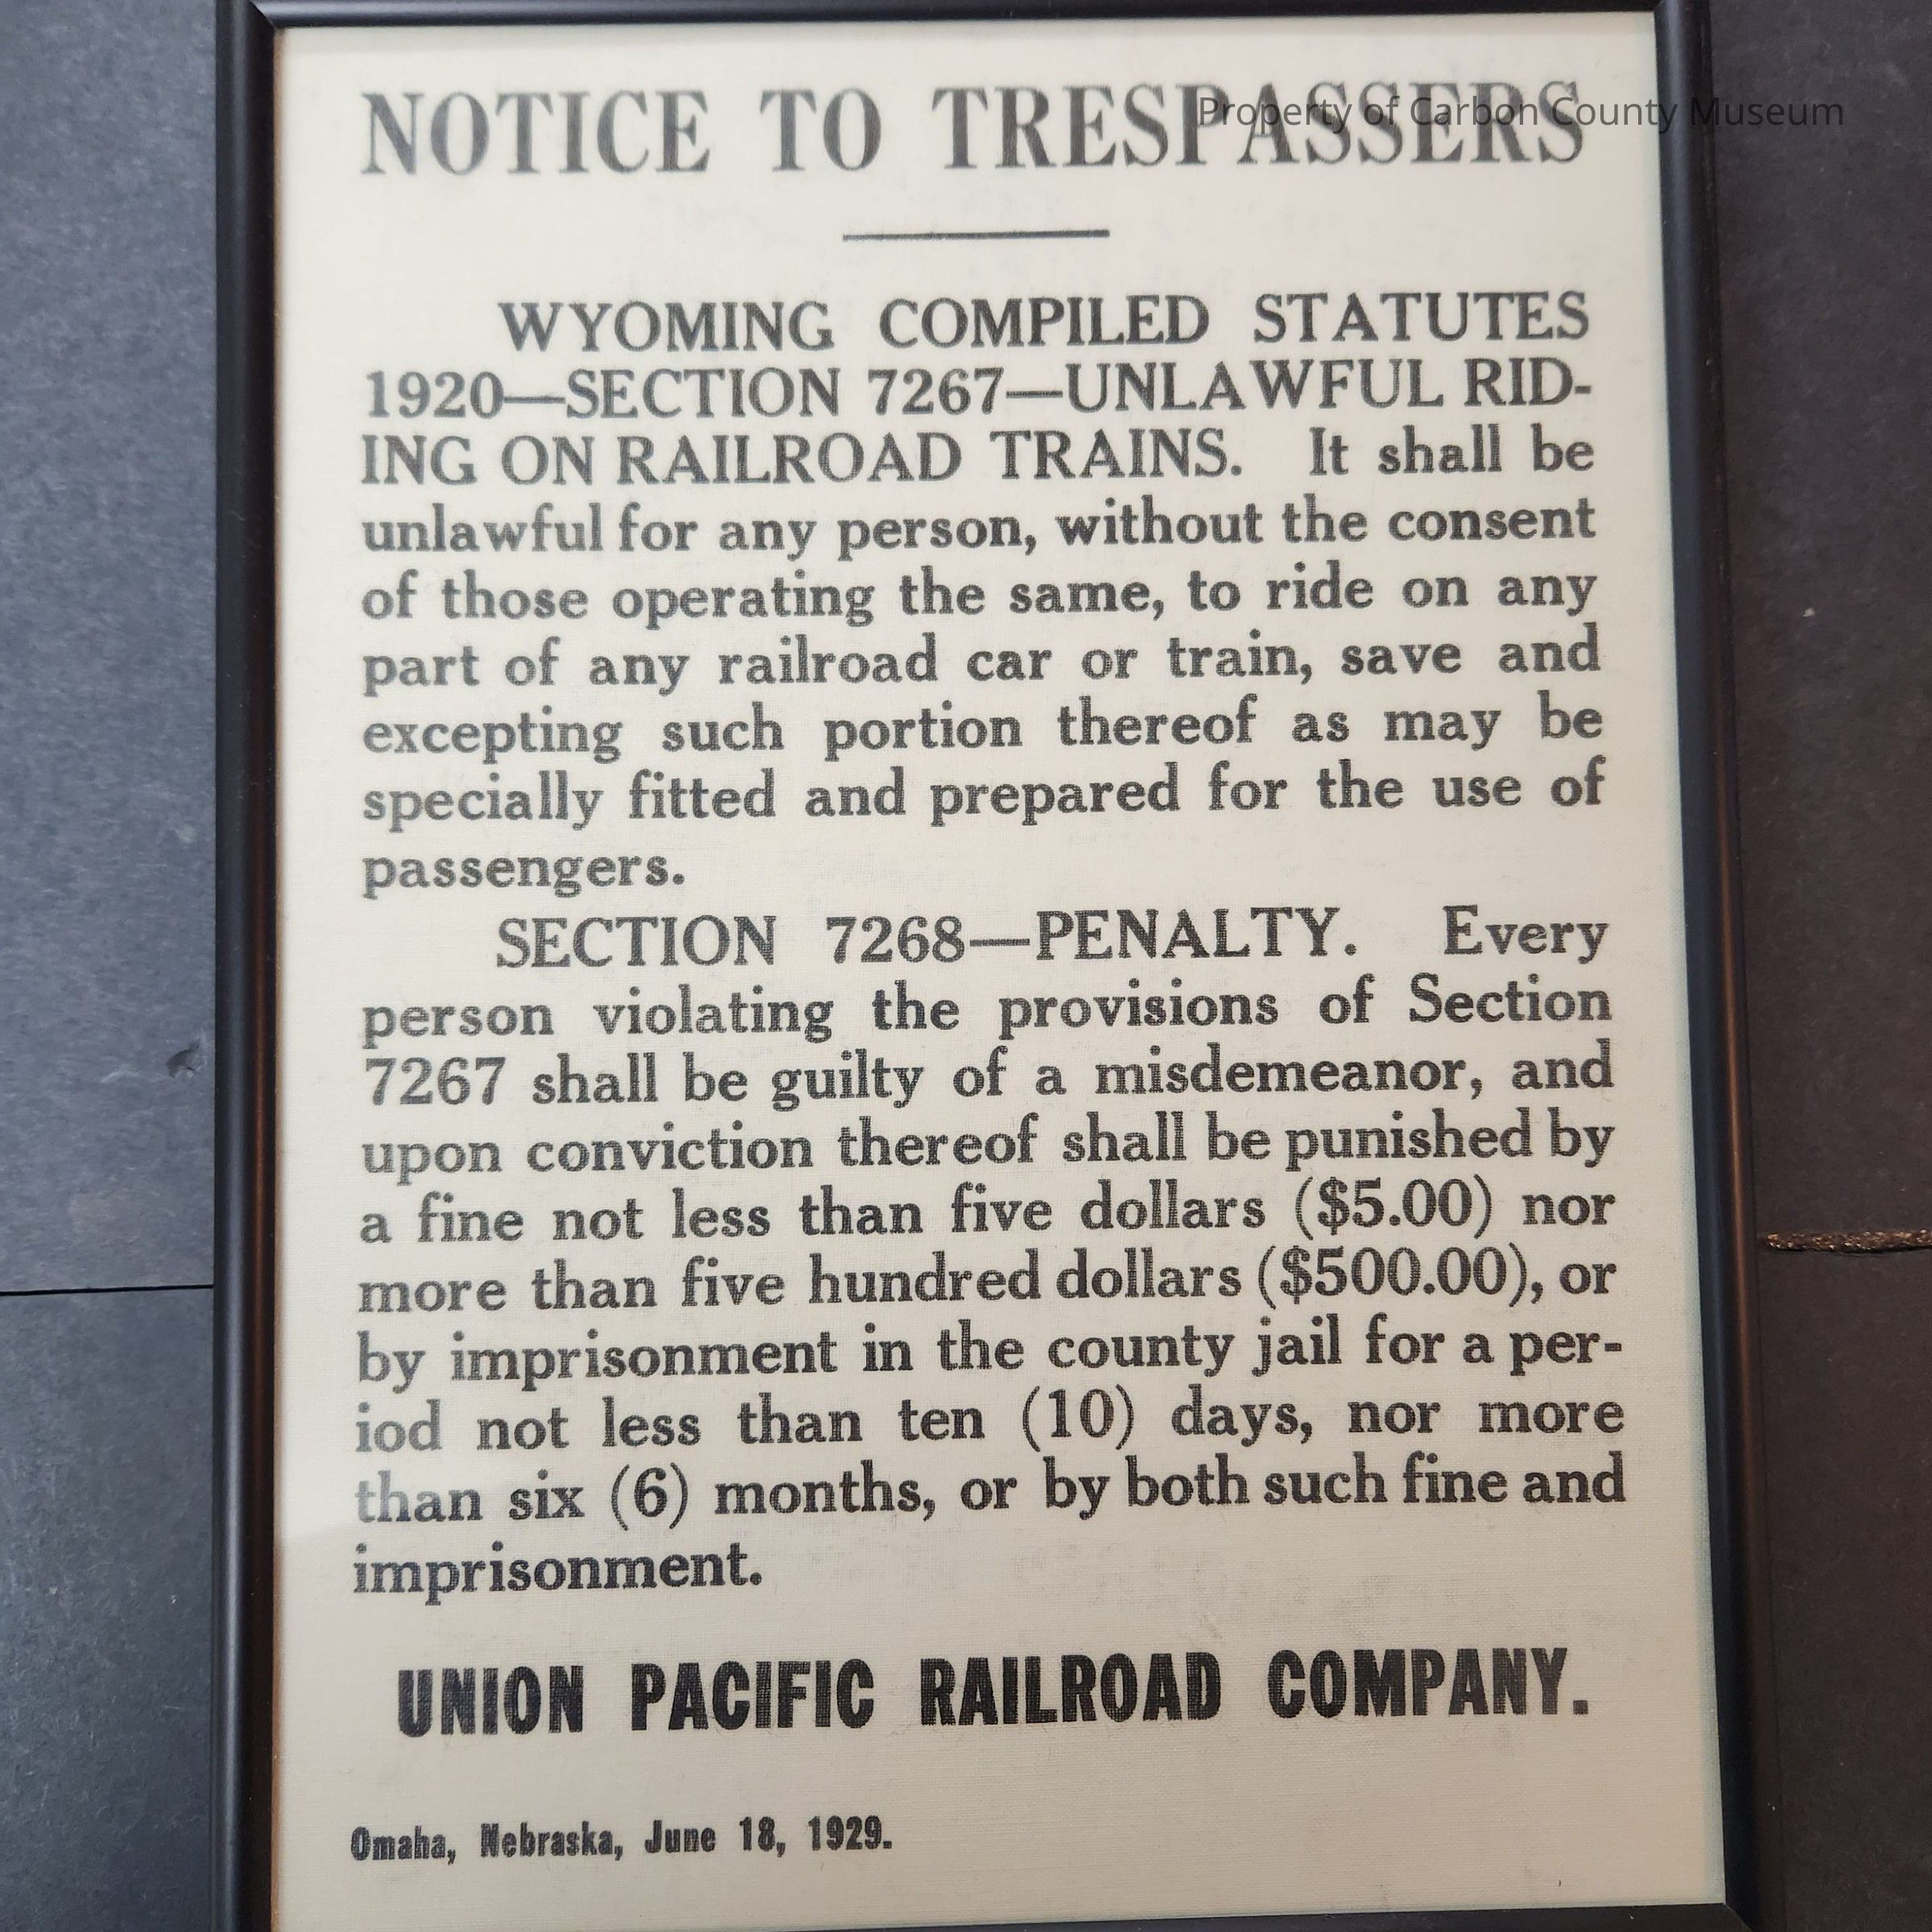 NOTICE TO TRESPASSERS
Property of Carbon County Museum
WYOMING COMPILED STATUTES
1920—SECTION 7267—UNLAWFUL RID-
ING ON RAILROAD TRAINS. It shall be
unlawful for any person, without the consent
of those operating the same, to ride on any
part of any railroad car or train, save and
excepting such portion thereof as may be
specially fitted and prepared for the use of
passengers.
SECTION 7268—PENALTY. Every
person violating the provisions of Section
7267 shall be guilty of a misdemeanor, and
upon conviction thereof shall be punished by
a fine not less than five dollars ($5.00) nor
more than five hundred dollars ($500.00), or
by imprisonment in the county jail for a per-
iod not less than ten (10) days, nor more
than six (6) months, or by both such fine and
imprisonment.
UNION PACIFIC RAILROAD COMPANY.
Omaha, Nebraska, June 18, 1929.